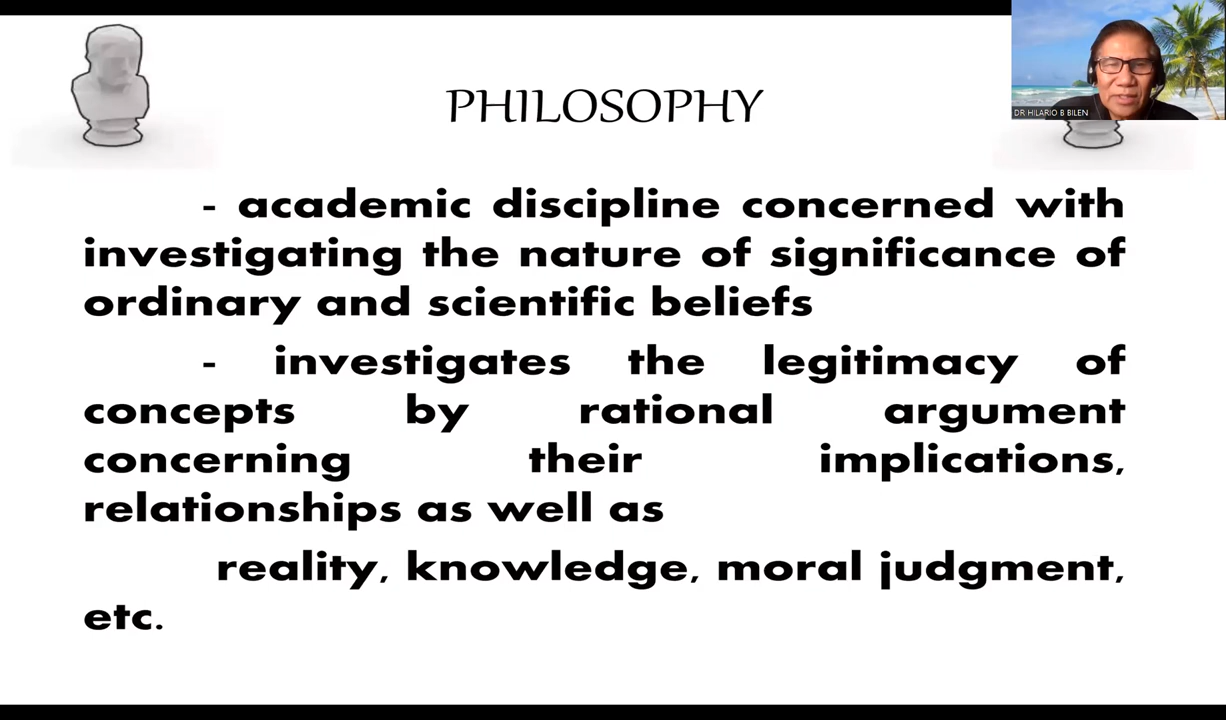 PHILOSOPHY
DR HILARIO B BILEN
- academic discipline concerned with
investigating the nature of significance of
ordinary and scientific beliefs
- investigates the legitimacy of
concepts by rational argument
concerning their implications,
relationships as well as
reality, knowledge, moral judgment,
etc.